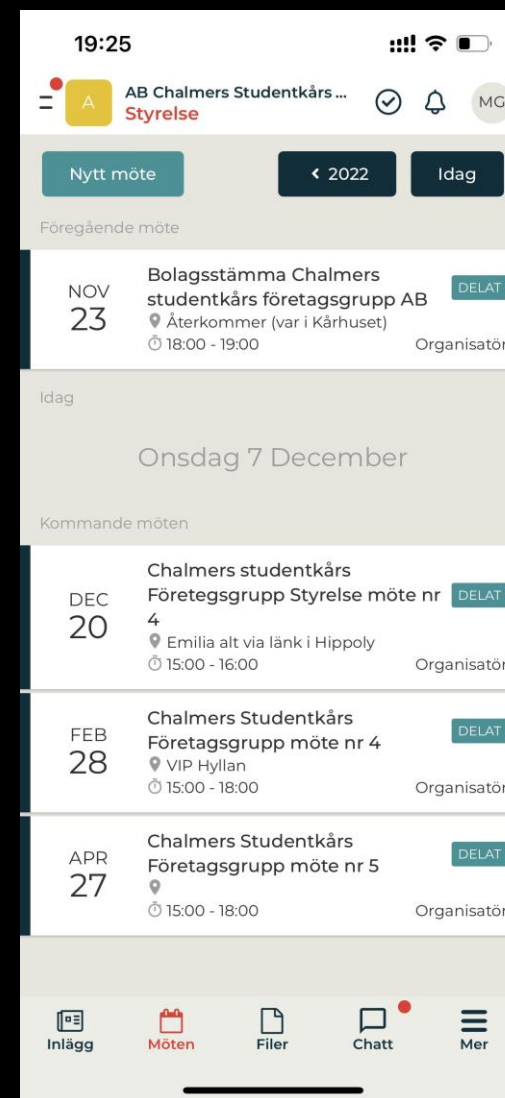 19:25
A
AB Chalmers Studentkårs ...
Styrelse
MG
Nytt möte
2022
Idag
Föregående möte
NOV
23
Bolagsstämma Chalmers
studentkårs företagsgrupp AB
DELAT
Återkommer (var i Kårhuset)
18:00 - 19:00
Organisatör
Idag
Onsdag 7 December
Kommande möten
DEC
20
Chalmers studentkårs
Företegsgrupp Styrelse möte nr
4
DELAT
Emilia alt via länk i Hippoly
15:00 - 16:00
Organisatör
FEB
28
Chalmers Studentkårs
Företagsgrupp möte nr 4
DELAT
VIP Hyllan
15:00 - 18:00
Organisatör
APR
27
Chalmers Studentkårs
Företagsgrupp möte nr 5
DELAT
15:00 - 18:00
Organisatör
Inlägg
Möten
Filer
Chatt
Mer